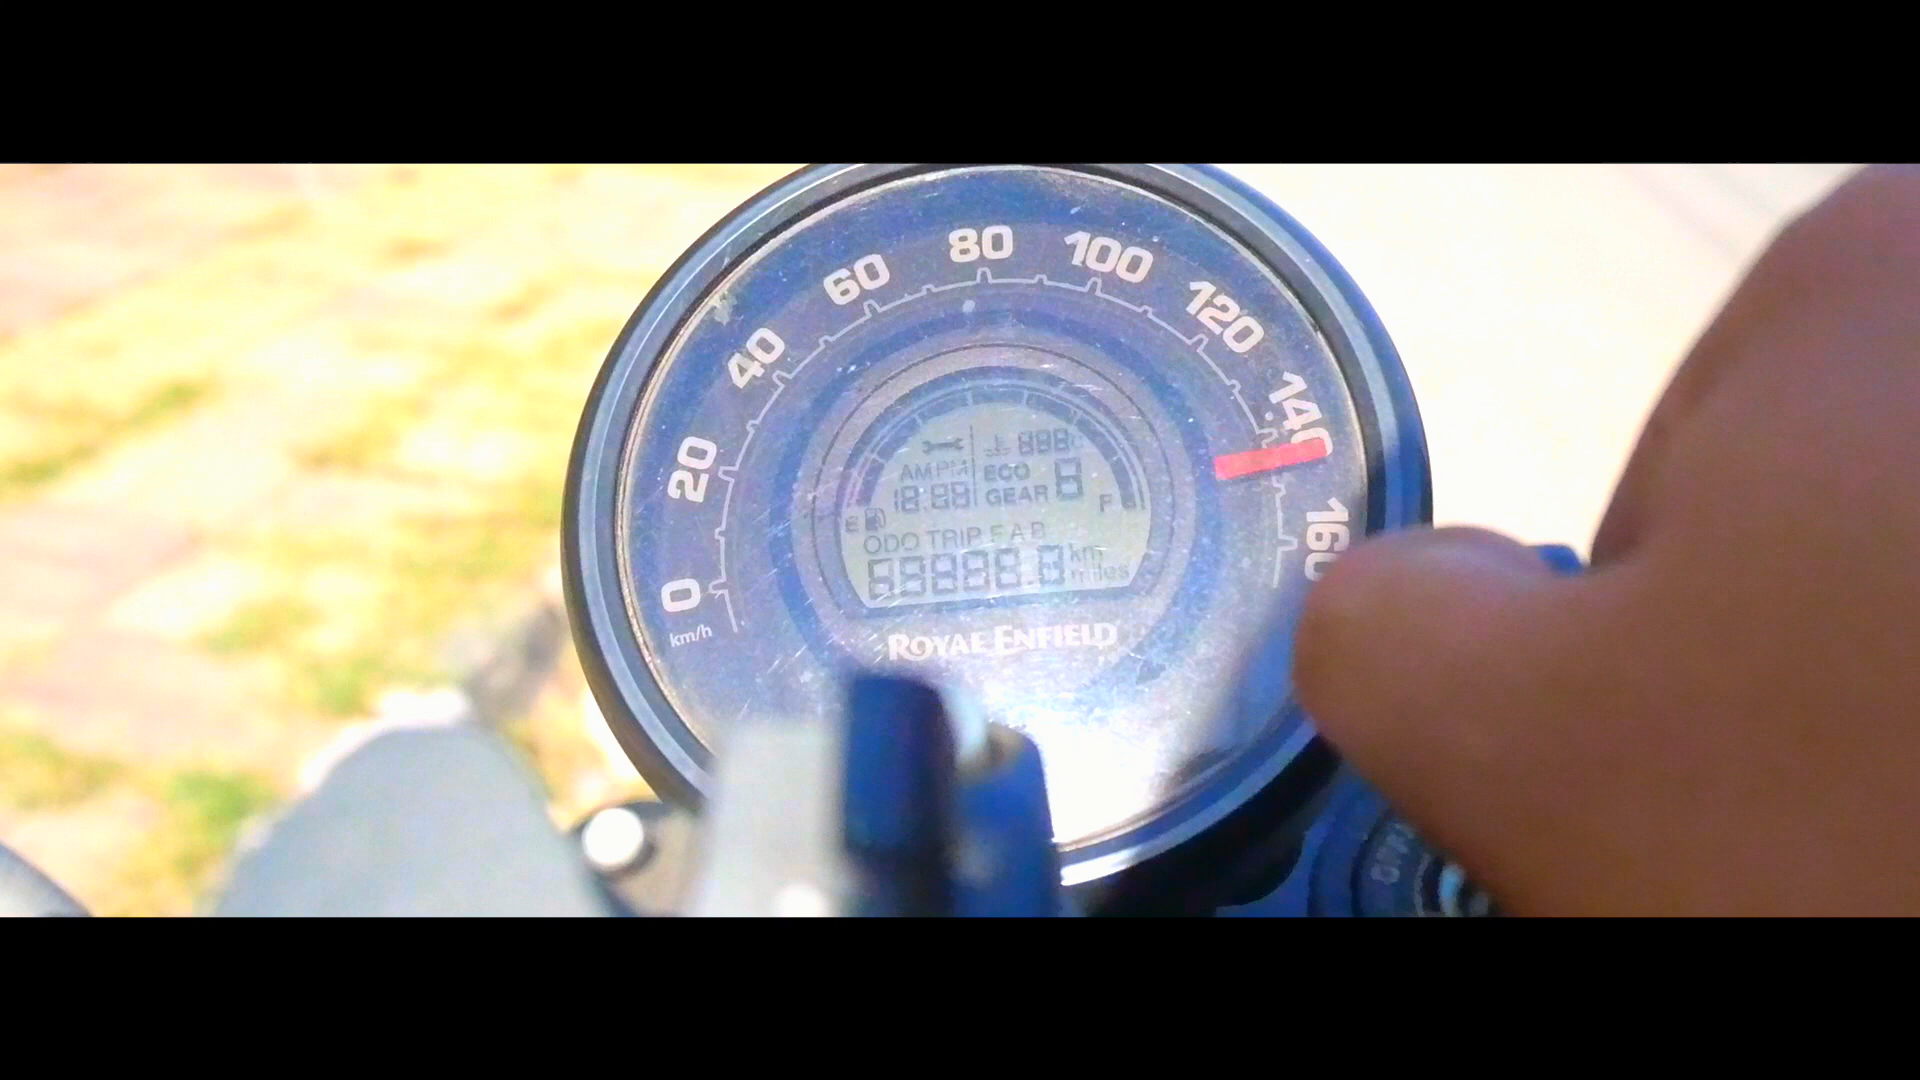 0 20 40 60 80 100 120 140 160
km/h
888
AM PM ECO 8
18:88 GEAR
E F
ODO TRIP F A B
88888.8 km
miles
ROYAL ENFIELD